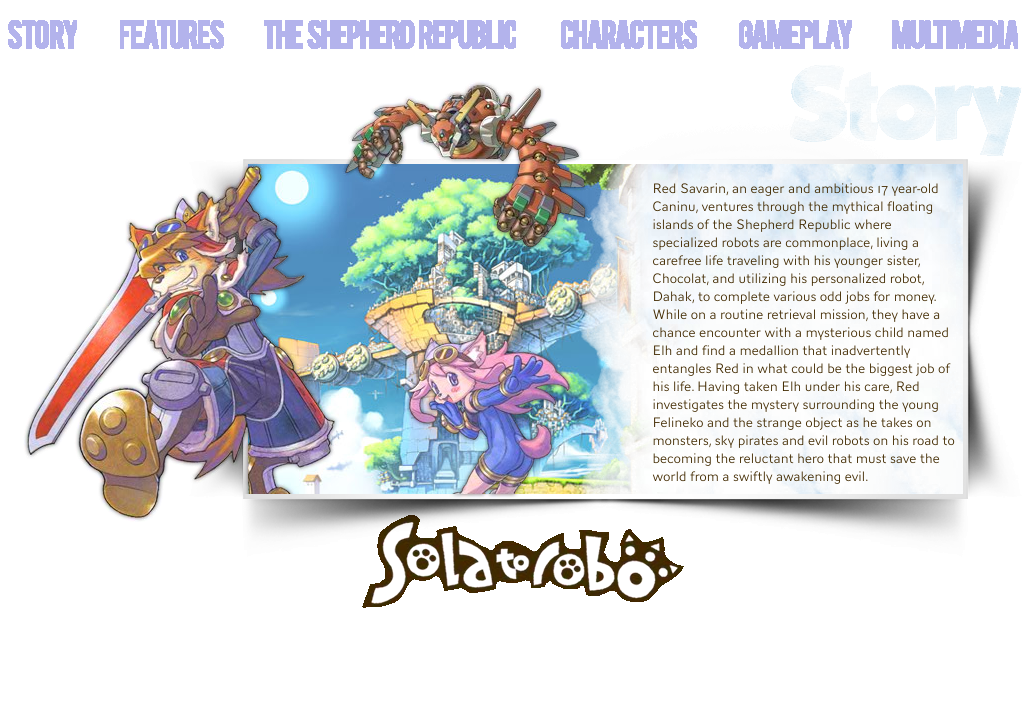 STORY FEATURES THE SHEPHERD REPUBLIC CHARACTERS GAMEPLAY MULTIMEDIA
Story
Red Savarin, an eager and ambitious 17 year-old
Caninu, ventures through the mythical floating
islands of the Shepherd Republic where
specialized robots are commonplace, living a
carefree life traveling with his younger sister,
Chocolat, and utilizing his personalized robot,
Dahak, to complete various odd jobs for money.
While on a routine retrieval mission, they have a
chance encounter with a mysterious child named
Elh and find a medallion that inadvertently
entangles Red in what could be the biggest job of
his life. Having taken Elh under his care, Red
investigates the mystery surrounding the young
Felineko and the strange object as he takes on
monsters, sky pirates and evil robots on his road to
becoming the reluctant hero that must save the
world from a swiftly awakening evil.
Solatorobo